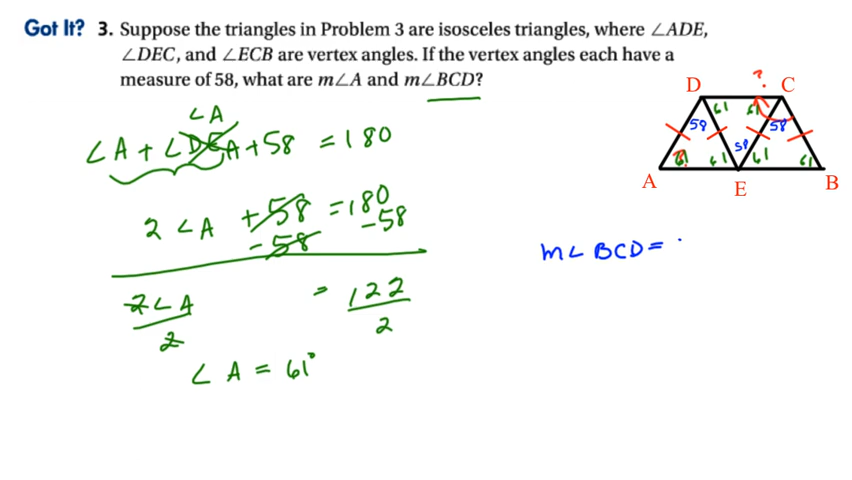 Got It? 3. Suppose the triangles in Problem 3 are isosceles triangles, where ∠ADE,
∠DEC, and ∠ECB are vertex angles. If the vertex angles each have a
measure of 58, what are m∠A and m∠BCD?
∠A
∠A + ∠DEA + 58 = 180
2 ∠A + 58 = 180
- 58 - 58
2∠A = 122
2 2
∠A = 61°
?
D C
61 61
58 58
58
61 61 61 61
A E B
m∠ BCD =